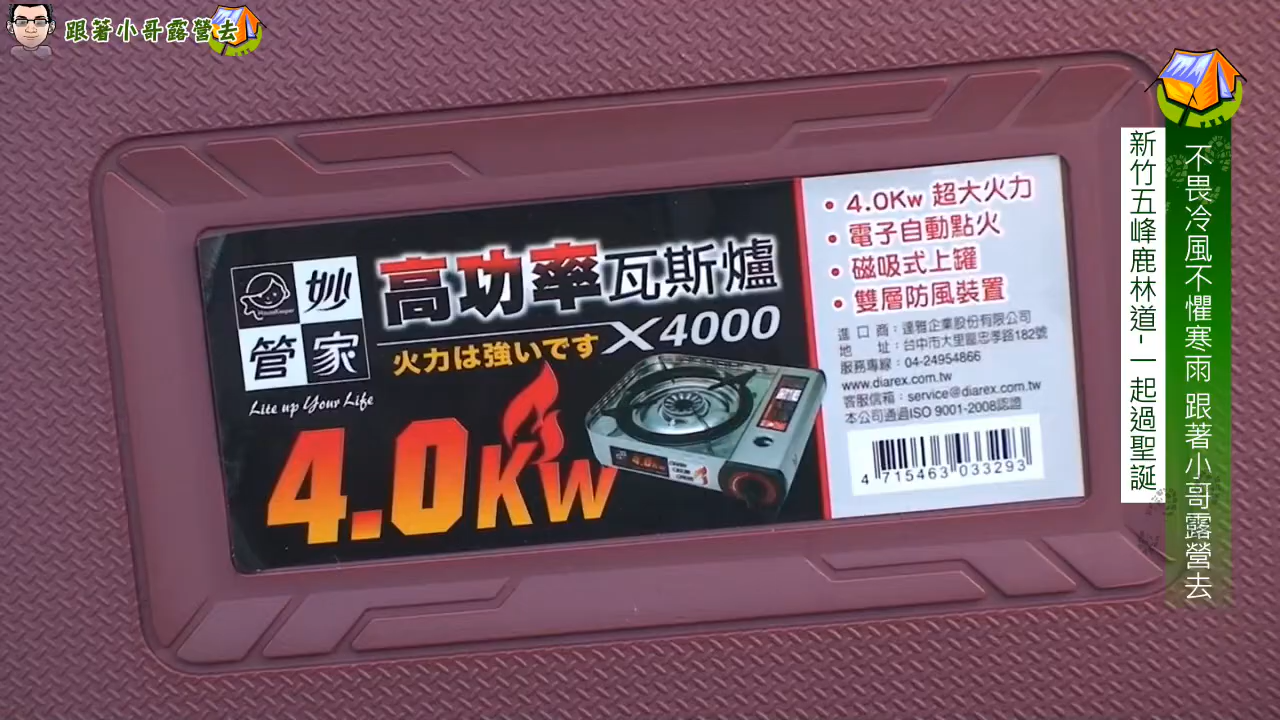 跟著小哥露營去
不畏冷風不懼寒雨 跟著小哥露營去
新竹五峰鹿林道-一起過聖誕
妙管家
HouseKeeper
Lite up Your Life
高功率瓦斯爐
X4000
火力は強いです
4.0Kw
4.0Kw
• 4.0Kw 超大火力
• 電子自動點火
• 磁吸式上罐
• 雙層防風裝置
進口商：達雅企業股份有限公司
地址：台中市大里區忠孝路182號
服務專線：04-24954866
www.diarex.com.tw
客服信箱：service@diarex.com.tw
本公司通過ISO 9001-2008認證
4 715463 033293